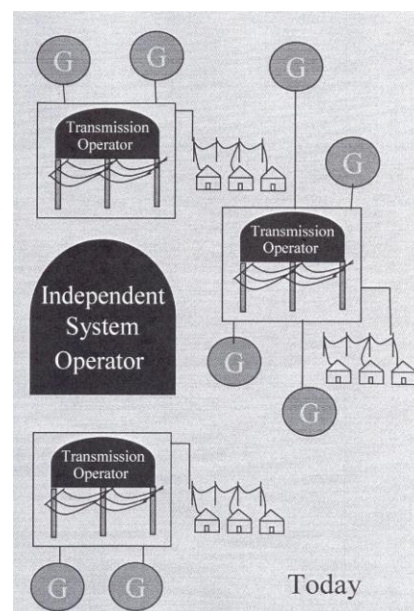 G
G
Transmission
Operator
G
G
Transmission
Operator
G
G
Independent
System
Operator
Transmission
Operator
G
G
Today